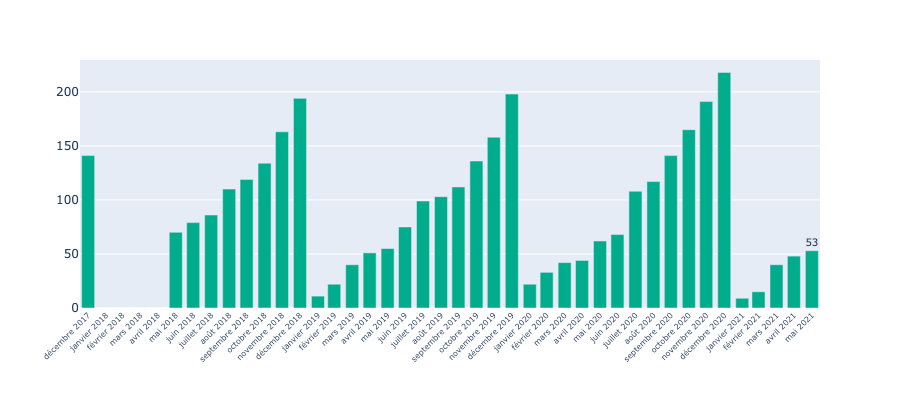 200
150
100
50
0
53
décembre 2017
janvier 2018
février 2018
mars 2018
avril 2018
mai 2018
juin 2018
juillet 2018
août 2018
septembre 2018
octobre 2018
novembre 2018
décembre 2018
janvier 2019
février 2019
mars 2019
avril 2019
mai 2019
juin 2019
juillet 2019
août 2019
septembre 2019
octobre 2019
novembre 2019
décembre 2019
janvier 2020
février 2020
mars 2020
avril 2020
mai 2020
juin 2020
juillet 2020
août 2020
septembre 2020
octobre 2020
novembre 2020
décembre 2020
janvier 2021
février 2021
mars 2021
avril 2021
mai 2021